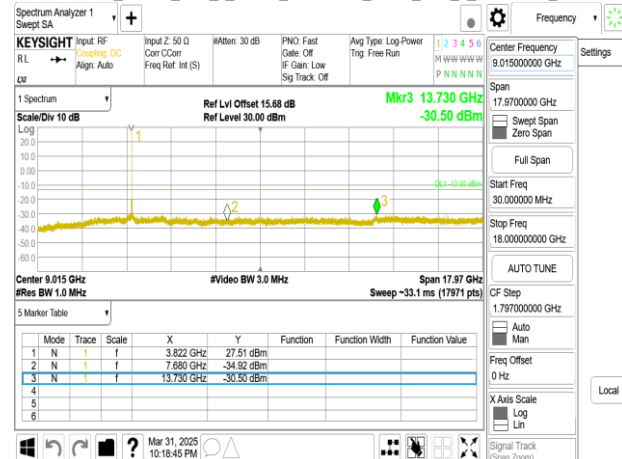 Spectrum Analyzer 1
Swept SA
Frequency
KEYSIGHT
RL
Input: RF
Coupling: DC
Align: Auto
Input Z: 50 Ω
Corr CCorr
Freq Ref: Int (S)
#Atten: 30 dB
PNO: Fast
Gate: Off
IF Gain: Low
Sig Track: Off
Avg Type: Log-Power
Trig: Free Run
1 2 3 4 5 6
M W W W W W
P N N N N N
LXI
1 Spectrum
Scale/Div 10 dB
Ref Lvl Offset 15.68 dB
Ref Level 30.00 dBm
Mkr3 13.730 GHz
-30.50 dBm
Log
20.0
10.0
0.00
-10.0
-20.0
-30.0
-40.0
-50.0
-60.0
1
2
3
DL1 -13.00 dBm
Center 9.015 GHz
#Res BW 1.0 MHz
#Video BW 3.0 MHz
Span 17.97 GHz
Sweep ~33.1 ms (17971 pts)
5 Marker Table
Mode Trace Scale X Y Function Function Width Function Value
1 N 1 f 3.822 GHz 27.51 dBm
2 N 1 f 7.680 GHz -34.92 dBm
3 N 1 f 13.730 GHz -30.50 dBm
4
5
6
Mar 31, 2025
10:18:45 PM
Center Frequency
9.015000000 GHz
Settings
Span
17.9700000 GHz
Swept Span
Zero Span
Full Span
Start Freq
30.000000 MHz
Stop Freq
18.000000000 GHz
AUTO TUNE
CF Step
1.797000000 GHz
Auto
Man
Freq Offset
0 Hz
X Axis Scale
Log
Lin
Local
Signal Track
(Span Zoom)